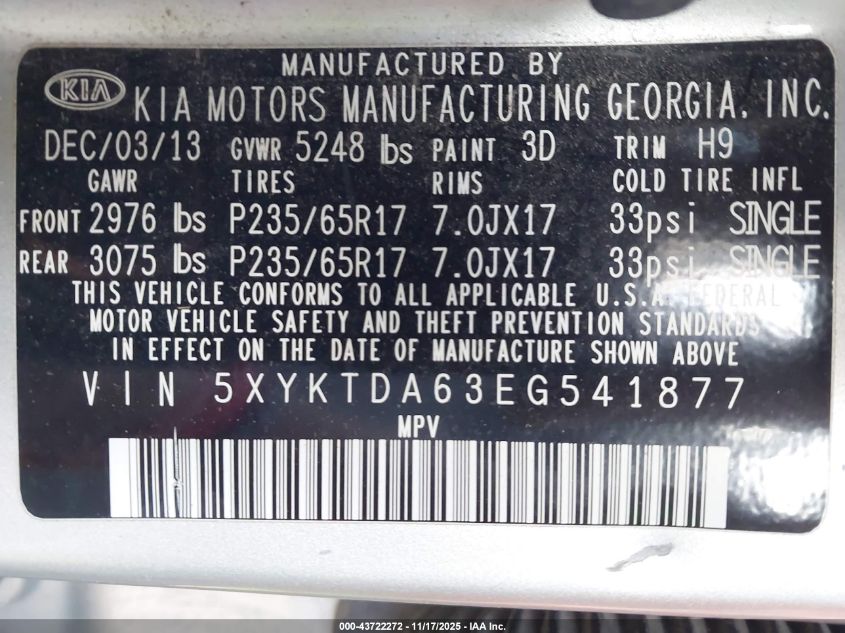 MANUFACTURED BY
KIA KIA MOTORS MANUFACTURING GEORGIA, INC.
DEC/03/13 GVWR 5248 lbs PAINT 3D TRIM H9
GAWR TIRES RIMS COLD TIRE INFL
FRONT 2976 lbs P235/65R17 7.0JX17 33psi SINGLE
REAR 3075 lbs P235/65R17 7.0JX17 33psi SINGLE
THIS VEHICLE CONFORMS TO ALL APPLICABLE U.S.A. FEDERAL
MOTOR VEHICLE SAFETY AND THEFT PREVENTION STANDARDS
IN EFFECT ON THE DATE OF MANUFACTURE SHOWN ABOVE
VIN 5XYKTDA63EG541877
MPV
000-43722272 - 11/17/2025 - © IAA Inc.